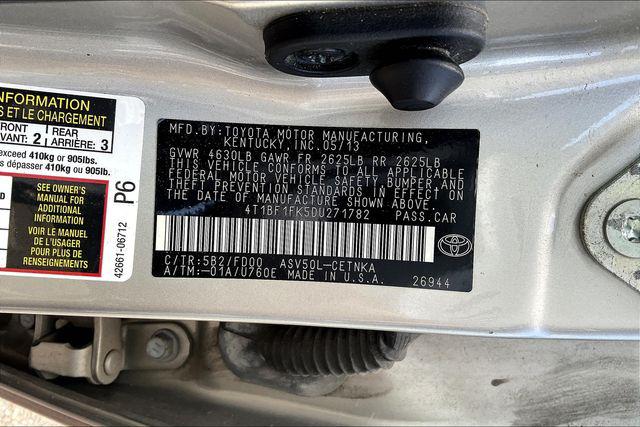 INFORMATION
S ET LE CHARGEMENT
FRONT
VANT: 2
REAR
ARRIÈRE: 3
exceed 410kg or 905lbs.
s dépasser 410kg ou 905lbs.
SEE OWNER'S
MANUAL FOR
ADDITIONAL
INFORMATION
VOIR LE MANUEL
DE L'USAGER
POUR PLUS DE
RENSEIGNEMENTS
P6
42661-06712
MFD.BY:TOYOTA MOTOR MANUFACTURING,
KENTUCKY,INC.05/13
GVWR 4630LB GAWR FR 2625LB RR 2625LB
THIS VEHICLE CONFORMS TO ALL APPLICABLE
FEDERAL MOTOR VEHICLE SAFETY,BUMPER,AND
THEFT PREVENTION STANDARDS IN EFFECT ON
THE DATE OF MANUFACTURE SHOWN ABOVE.
4T1BF1FK5DU271782 PASS.CAR
C/TR:5B2/FD00 ASV50L-CETNKA
A/TM:-01A/U760E MADE IN U.S.A.
26944